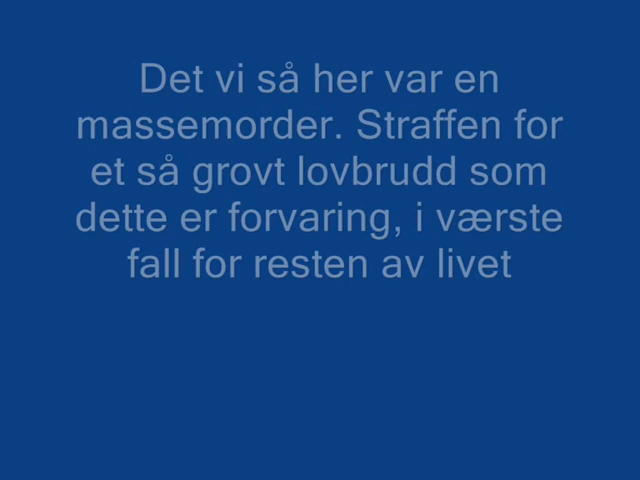 Det vi så her var en
massemorder. Straffen for
et så grovt lovbrudd som
dette er forvaring, i værste
fall for resten av livet